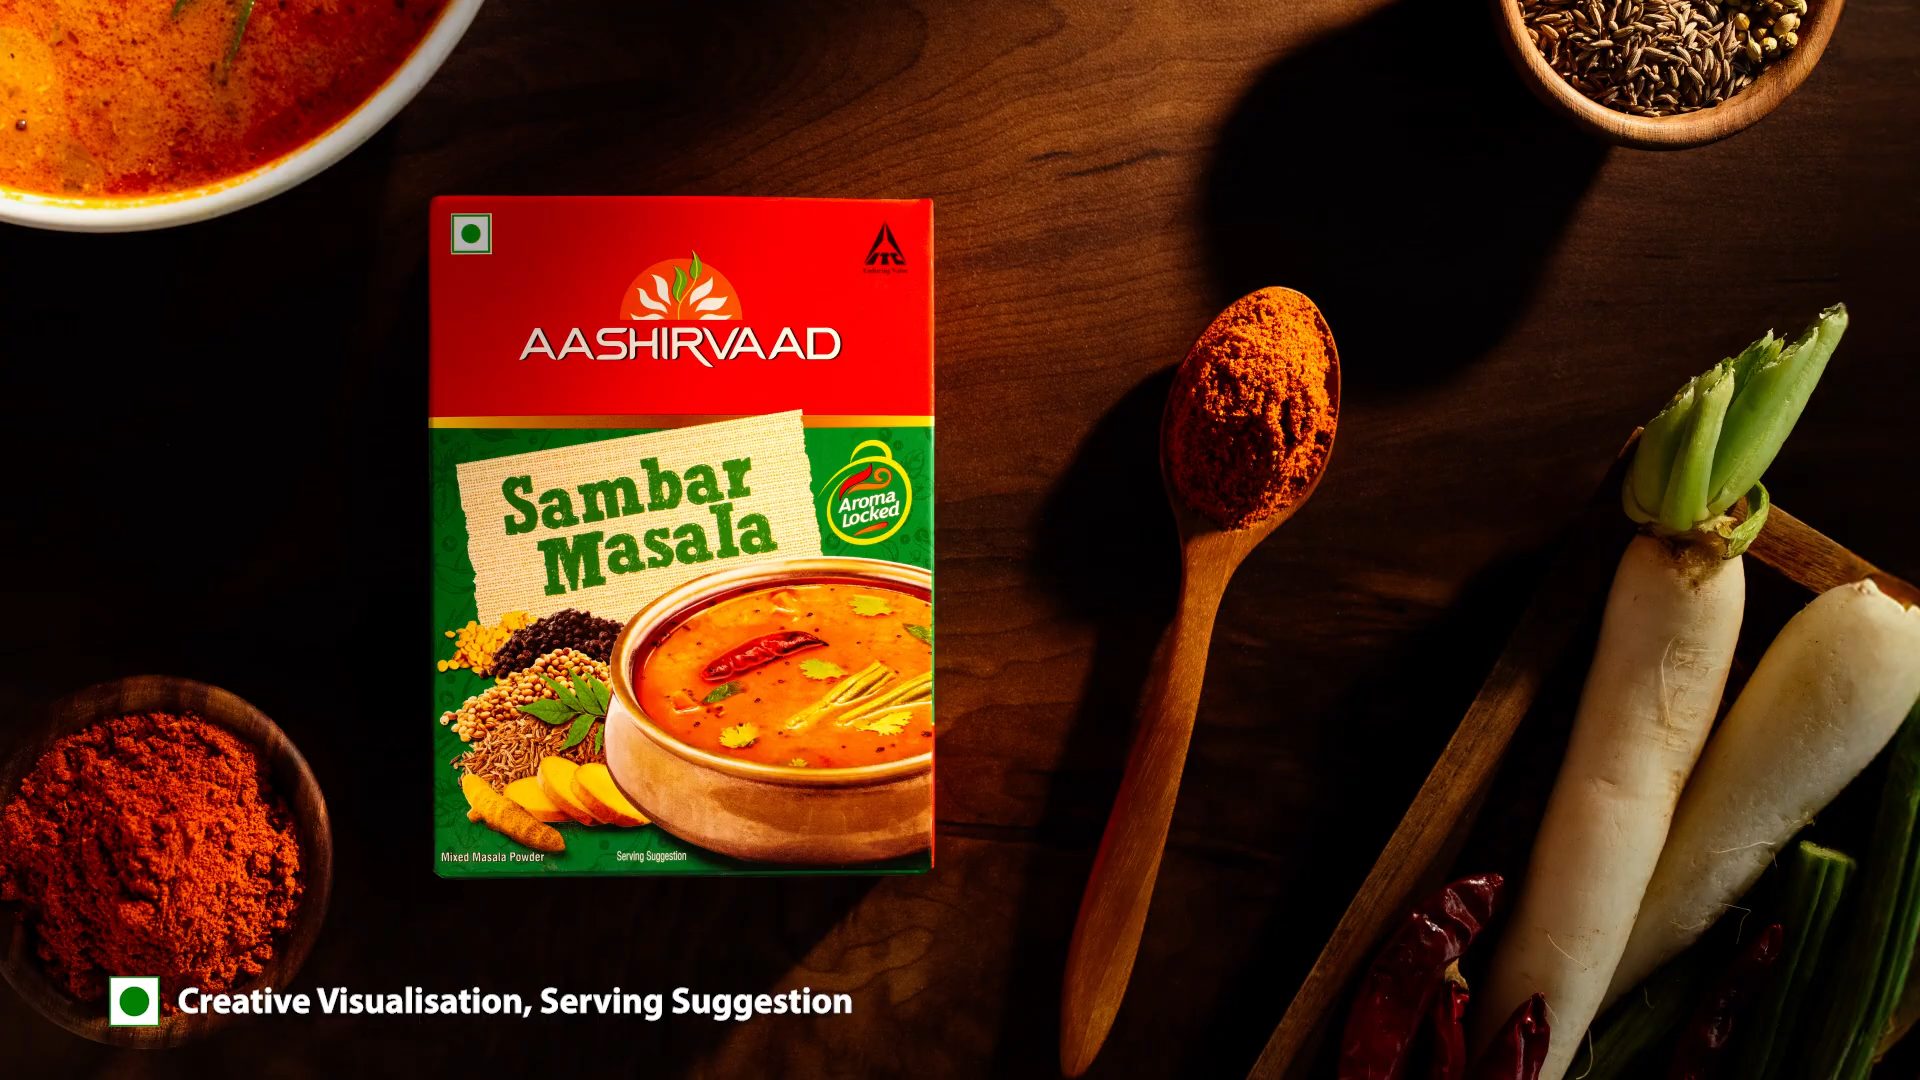 AASHIRVAAD
Sambar
Masala
Aroma
Locked
Mixed Masala Powder
Serving Suggestion
Creative Visualisation, Serving Suggestion